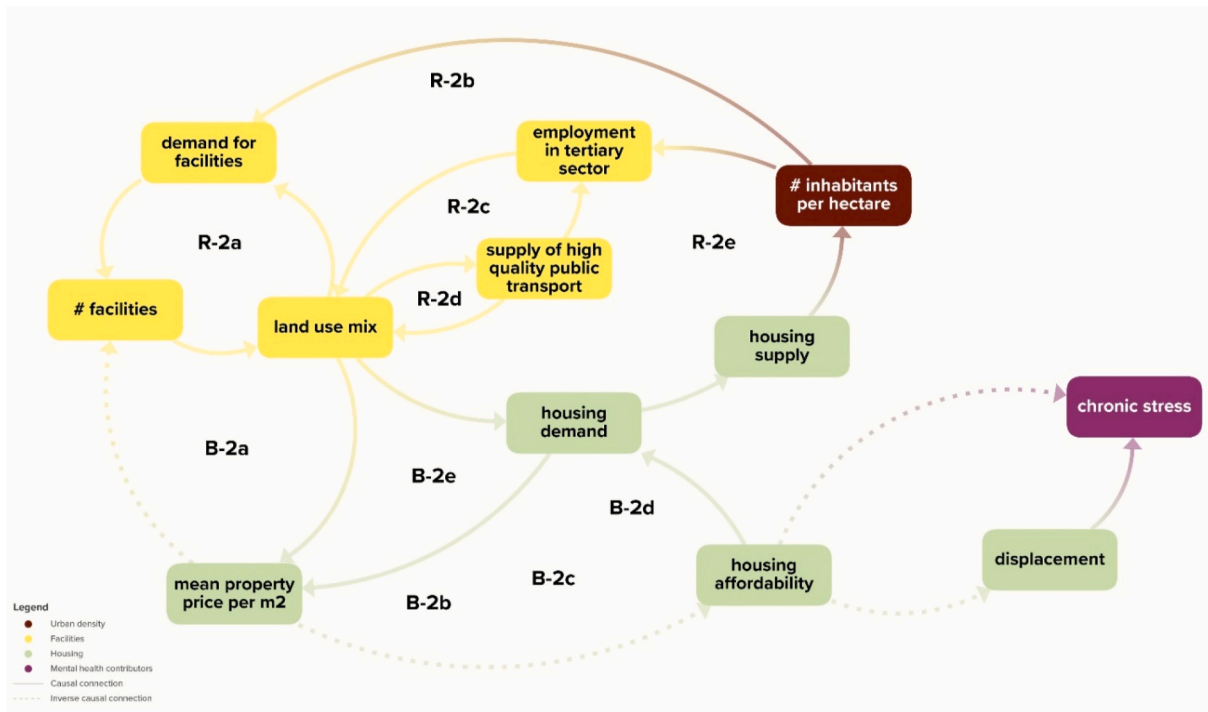 R-2b
demand for
facilities
employment
in tertiary
sector
# inhabitants
per hectare
R-2c
R-2a
R-2e
supply of high
quality public
transport
# facilities
R-2d
land use mix
housing
supply
chronic stress
housing
demand
B-2a
B-2e
B-2d
displacement
housing
affordability
mean property
price per m2
B-2c
B-2b
Legend
Urban density
Facilities
Housing
Mental health contributors
Causal connection
Inverse causal connection